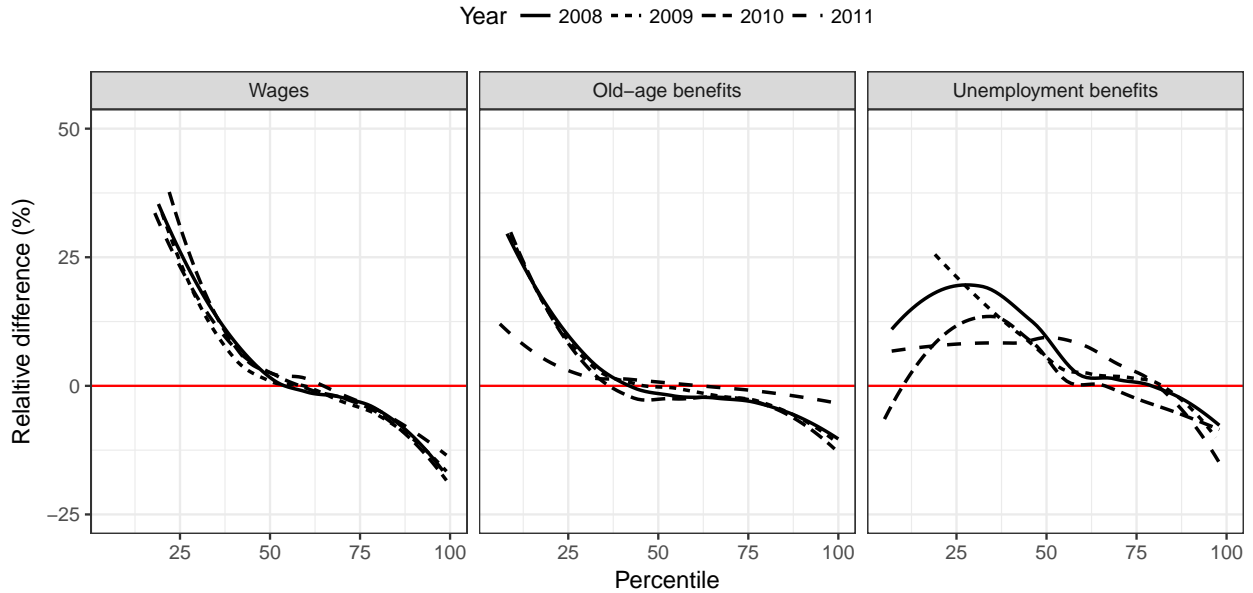 Year 2008 2009 2010 2011
Wages Old−age benefits Unemployment benefits
Relative difference (%)
50
25
0
−25
25 50 75 100 25 50 75 100 25 50 75 100
Percentile